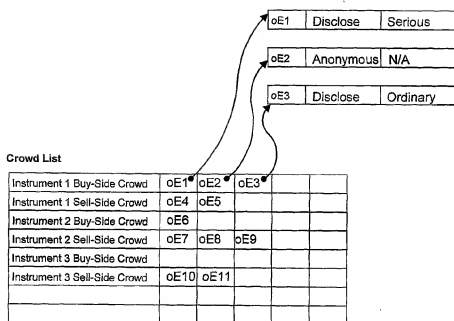 oE1 Disclose Serious
oE2 Anonymous N/A
oE3 Disclose Ordinary
Crowd List
Instrument 1 Buy-Side Crowd oE1 oE2 oE3
Instrument 1 Sell-Side Crowd oE4 oE5
Instrument 2 Buy-Side Crowd oE6
Instrument 2 Sell-Side Crowd oE7 oE8 oE9
Instrument 3 Buy-Side Crowd
Instrument 3 Sell-Side Crowd oE10 oE11